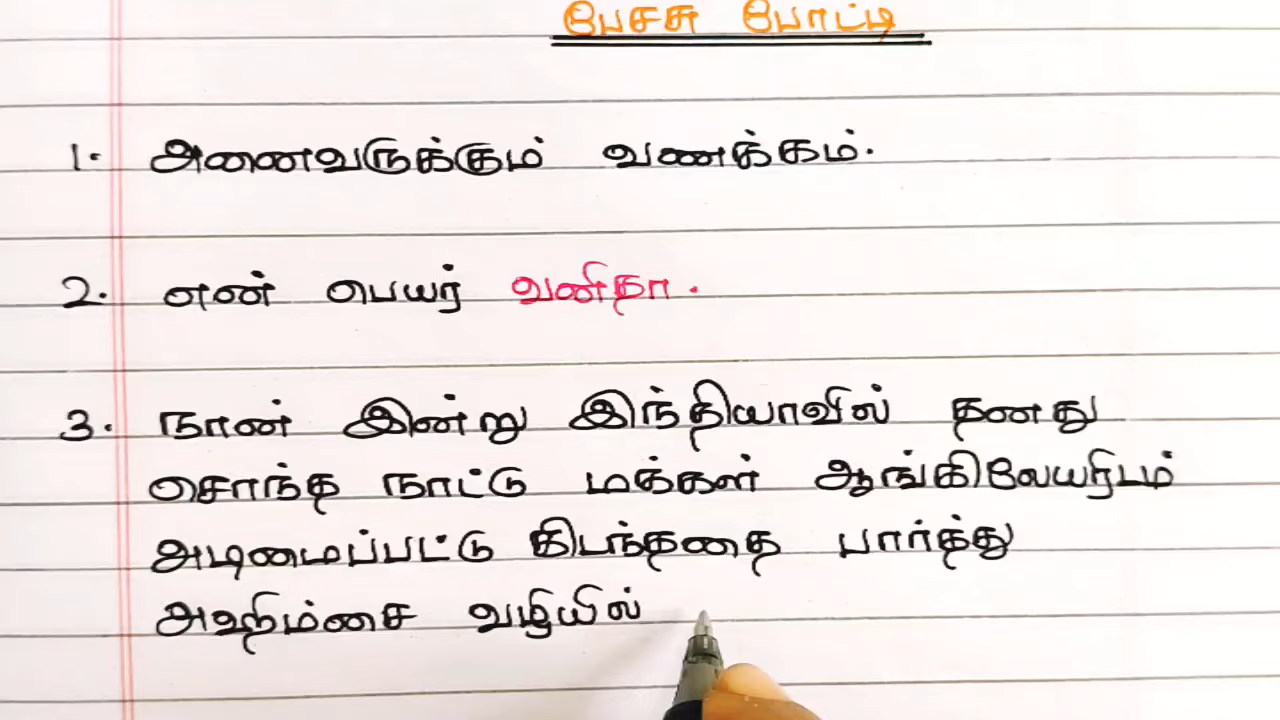 பேச்சு போட்டி
1. அனைவருக்கும் வணக்கம்.
2. என் பெயர் வனிதா.
3. நான் இன்று இந்தியாவில் தனது
சொந்த நாட்டு மக்கள் ஆங்கிலேயரிடம்
அடிமைப்பட்டு கிடந்ததை பார்த்து
அஹிம்சை வழியில்